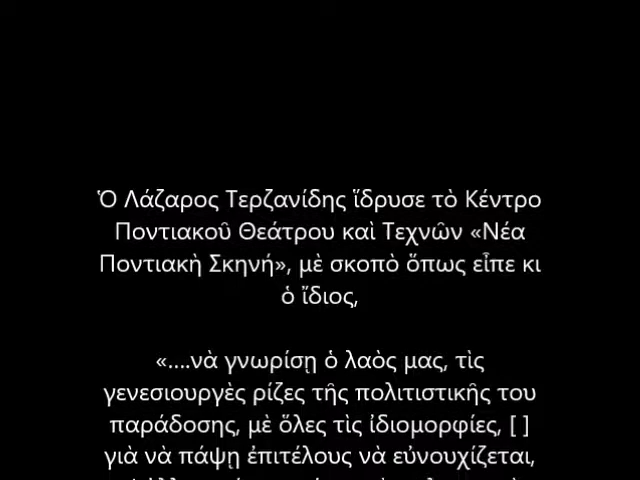 Ὁ Λάζαρος Τερζανίδης ἵδρυσε τὸ Κέντρο
Ποντιακοῦ Θεάτρου καὶ Τεχνῶν «Νέα
Ποντιακὴ Σκηνή», μὲ σκοπὸ ὅπως εἶπε κι
ὁ ἴδιος,
«....νὰ γνωρίσῃ ὁ λαὸς μας, τὶς
γενεσιουργὲς ρίζες τῆς πολιτιστικῆς του
παράδοσης, μὲ ὅλες τὶς ἰδιομορφίες, [ ]
γιὰ νὰ πάψῃ ἐπιτέλους νὰ εὐνουχίζεται,